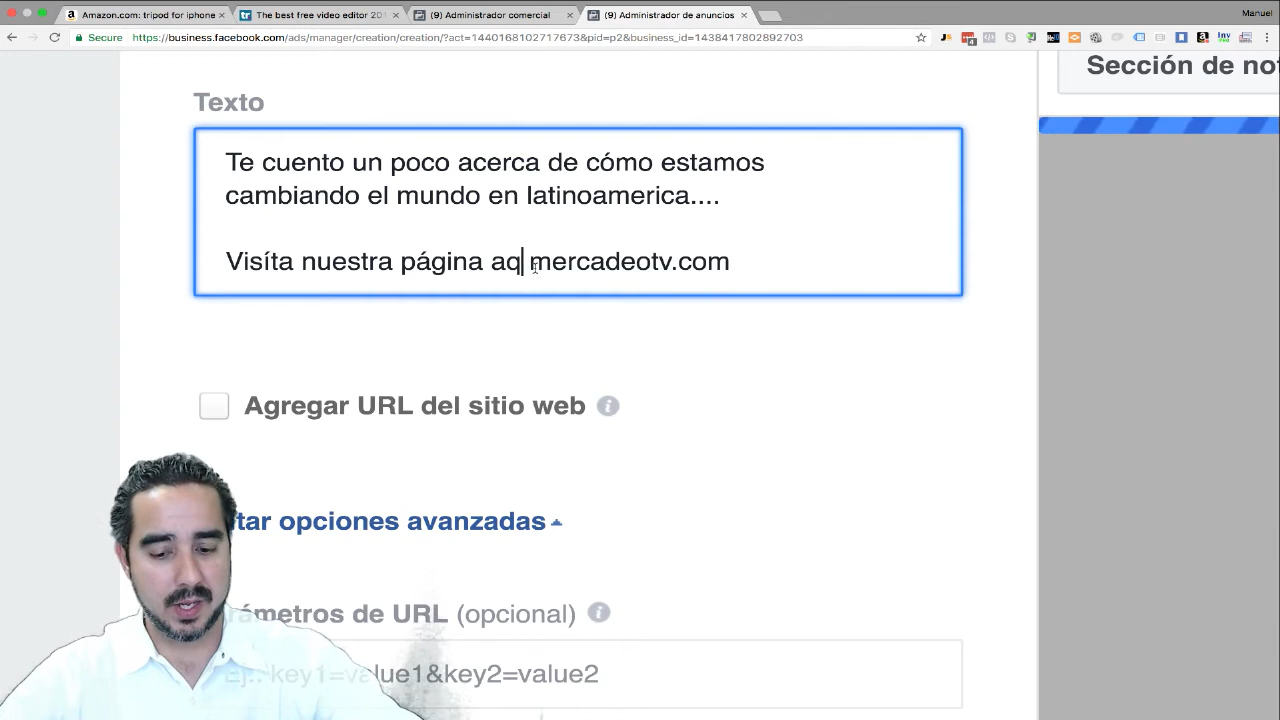 Amazon.com: tripod for iphone
The best free video editor 201
(9) Administrador comercial
(9) Administrador de anuncios
Manuel
Secure https://business.facebook.com/ads/manager/creation/creation/?act=1440168102717673&pid=p2&business_id=1438417802892703
Sección de not
Texto
Te cuento un poco acerca de cómo estamos
cambiando el mundo en latinoamerica....
Visíta nuestra página aq mercadeotv.com
Agregar URL del sitio web
tar opciones avanzadas
ámetros de URL (opcional)
Ej.: key1=value1&key2=value2